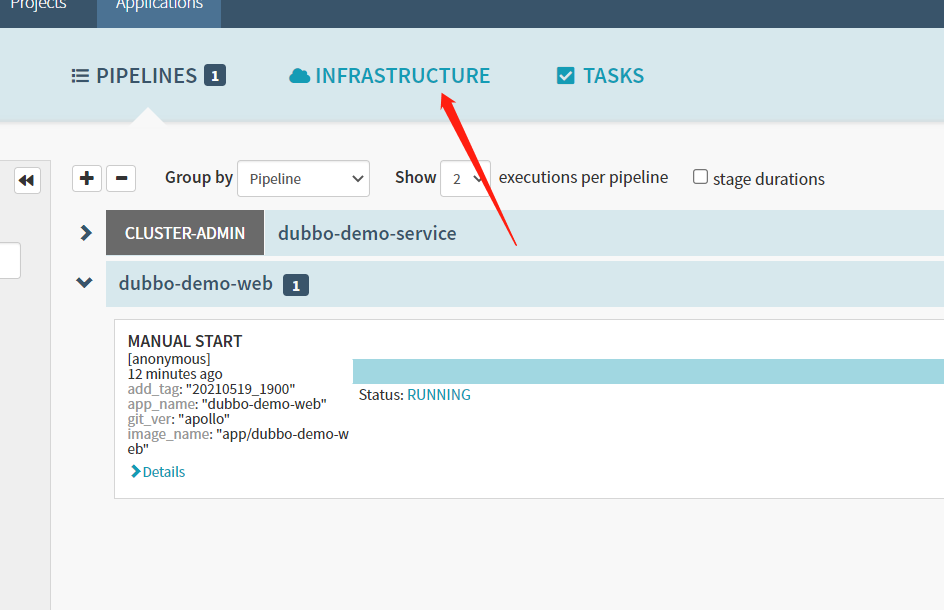 Projects
Applications
PIPELINES 1
INFRASTRUCTURE
TASKS
Group by Pipeline Show 2 executions per pipeline stage durations
CLUSTER-ADMIN dubbo-demo-service
dubbo-demo-web 1
MANUAL START
[anonymous]
12 minutes ago
add_tag: "20210519_1900"
app_name: "dubbo-demo-web"
git_ver: "apollo"
image_name: "app/dubbo-demo-w
eb"
Details
Status: RUNNING